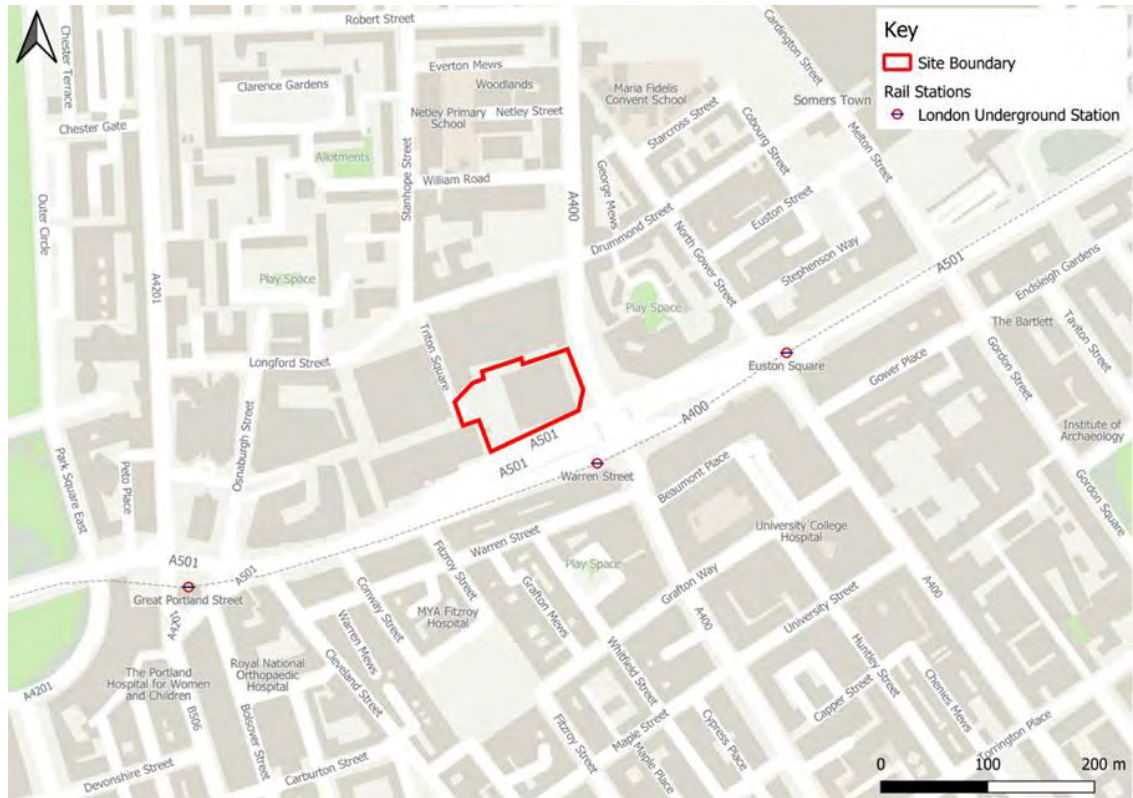 Robert Street
Chester Terrace
Everton Mews
Woodlands
Clarence Gardens
Netley Primary
School
Netley Street
Maria Fidelis
Convent School
Cardington Street
Key
Site Boundary
Rail Stations
London Underground Station
Somers Town
Chester Gate
Allotments
Stanhope Street
William Road
Starcross Street
Cobourg Street
Melton Street
Outer Circle
A400
George Mews
Drummond Street
Euston Street
North Gower Street
Stephenson Way
A501
Endsleigh Gardens
A4201
Play Space
Play Space
The Bartlett
Taviton Street
Triton Square
Longford Street
Euston Square
Gower Place
Gordon Street
A400
A501
A501
Institute of
Archaeology
Osnaburgh Street
Park Square East
Peto Place
Warren Street
Beaumont Place
Gordon Square
University College
Hospital
A501
A501
Great Portland Street
A4201
Fitzroy Street
Warren Street
Play Space
Conway Street
MYA Fitzroy
Hospital
Grafton Mews
Grafton Way
A400
A400
University Street
Warren Mews
Cleveland Street
Whitfield Street
Huntley Street
The Portland
Hospital for Women
and Children
Royal National
Orthopaedic
Hospital
A4201
B506
Bolsover Street
Capper Street
Chenies Mews
Torrington Place
Fitzroy Street
Maple Street
Maple Place
Cypress Place
Devonshire Street
Carburton Street
0 100 200 m